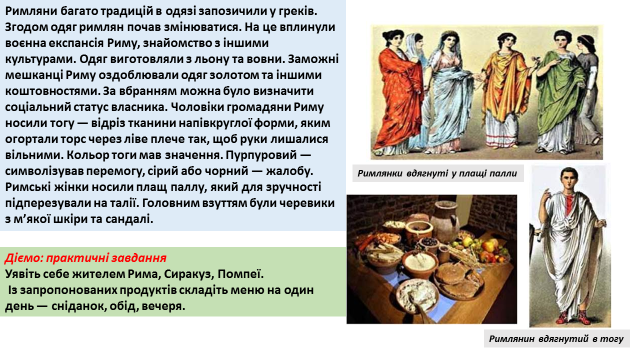 Римляни багато традицій в одязі запозичили у греків.
Згодом одяг римлян почав змінюватися. На це вплинули
воєнна експансія Риму, знайомство з іншими
культурами. Одяг виготовляли з льону та вовни. Заможні
мешканці Риму оздоблювали одяг золотом та іншими
коштовностями. За вбранням можна було визначити
соціальний статус власника. Чоловіки громадяни Риму
носили тогу — відріз тканини напівкруглої форми, яким
огортали торс через ліве плече так, щоб руки лишалися
вільними. Кольор тоги мав значення. Пурпуровий —
символізував перемогу, сірий або чорний — жалобу.
Римські жінки носили плащ паллу, який для зручності
підперезували на талії. Головним взуттям були черевики
з м’якої шкіри та сандалі.
Діємо: практичні завдання
Уявіть себе жителем Рима, Сиракуз, Помпеї.
Із запропонованих продуктів складіть меню на один
день — сніданок, обід, вечеря.
Римлянки вдягнуті у плащі палли
Римлянин вдягнутий в тогу